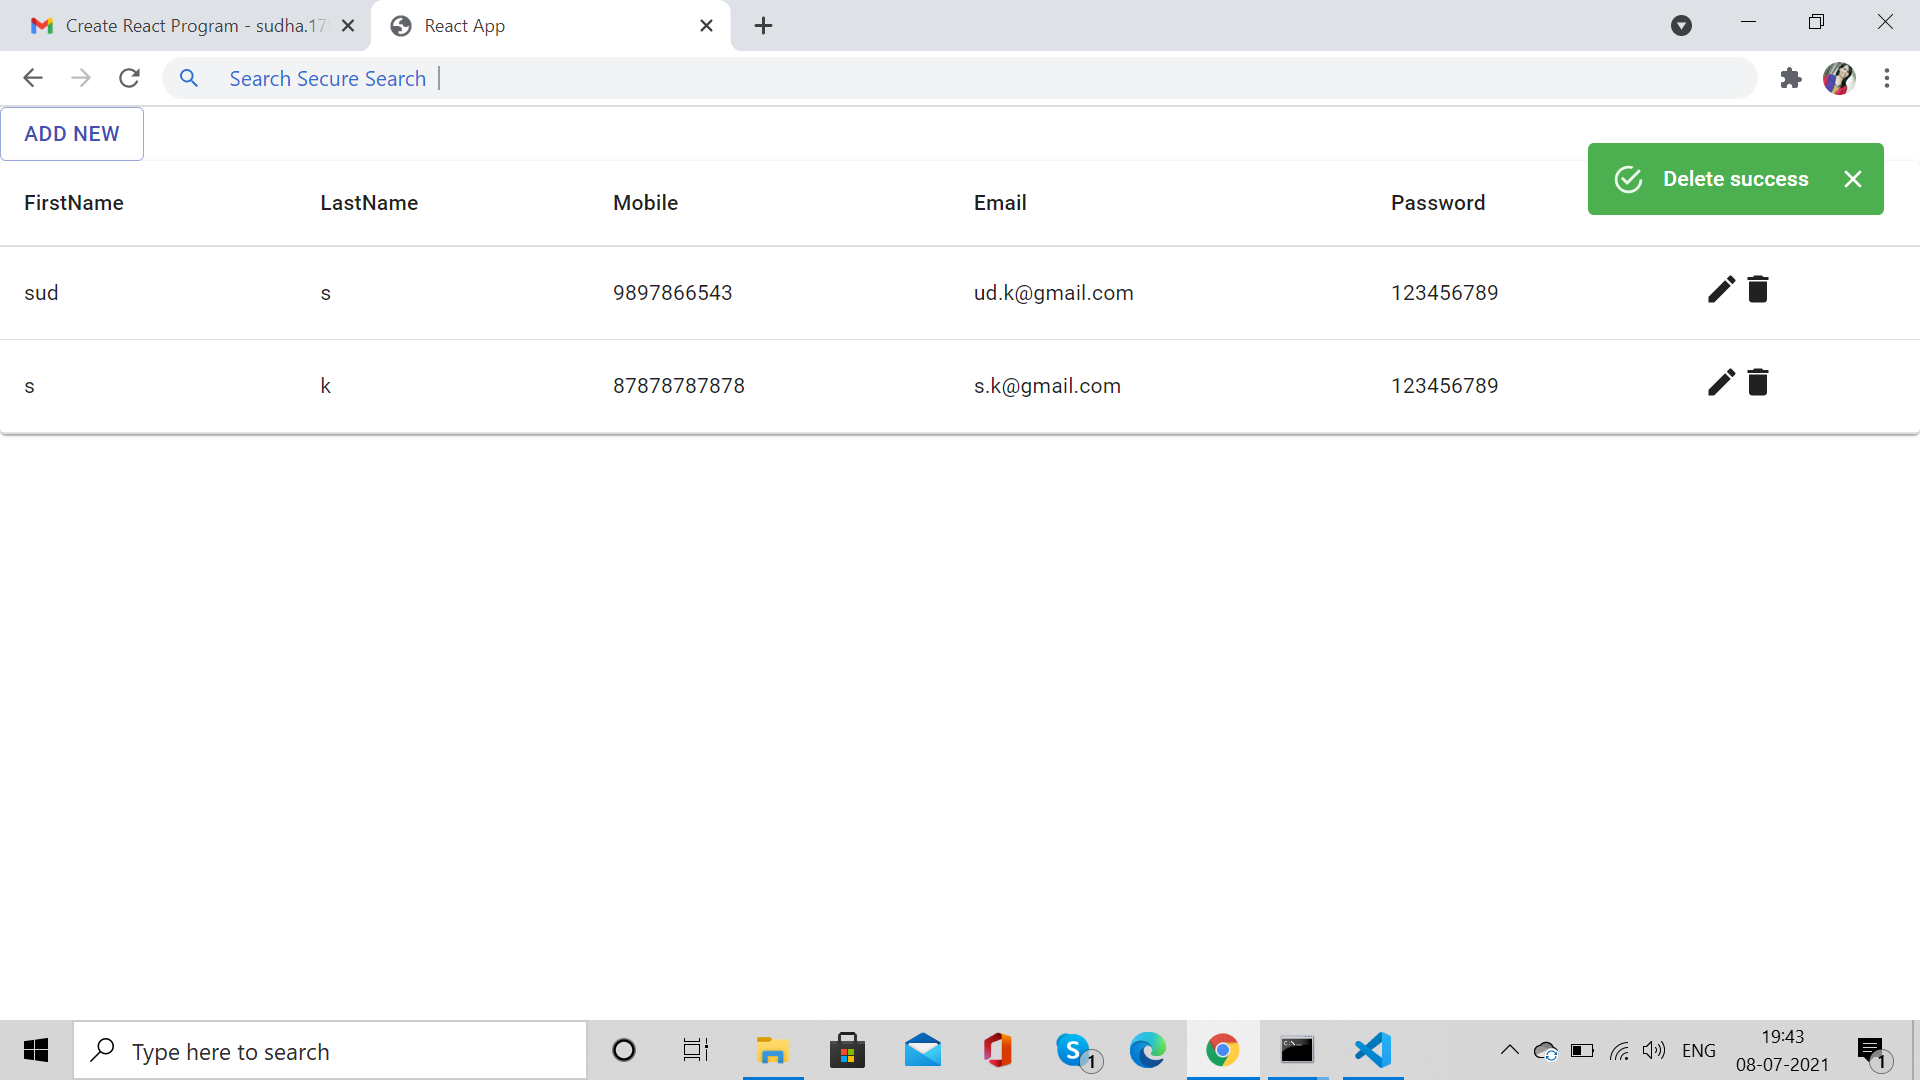 Create React Program - sudha.17
React App
Search Secure Search
ADD NEW
Delete success
FirstName LastName Mobile Email Password
sud s 9897866543 ud.k@gmail.com 123456789
s k 87878787878 s.k@gmail.com 123456789
Type here to search
S 1
C:\
ENG
19:43
08-07-2021
1